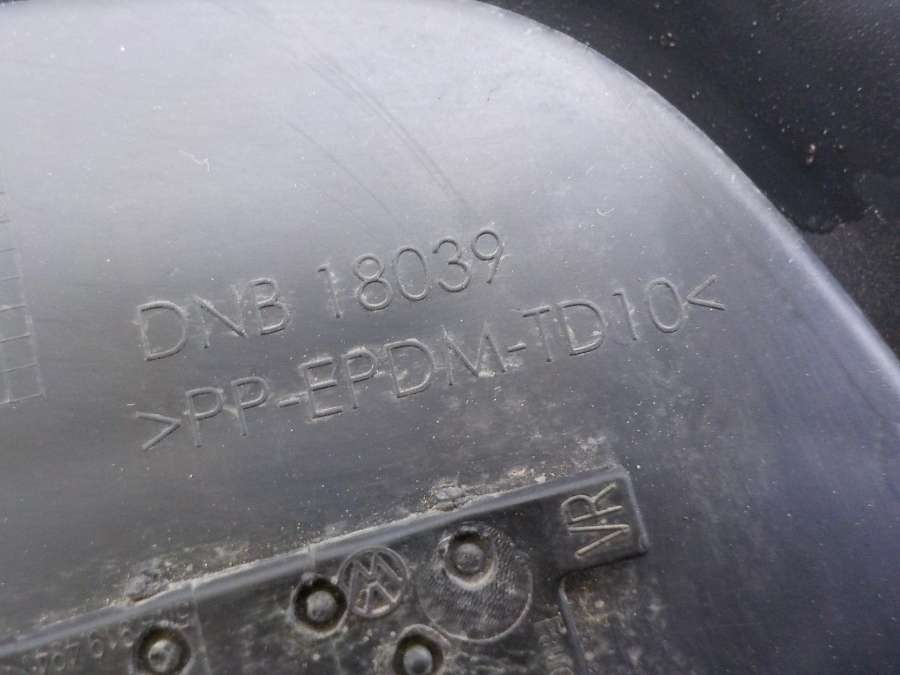 DNB 18039
>PP-EPDM-TD10<
VR